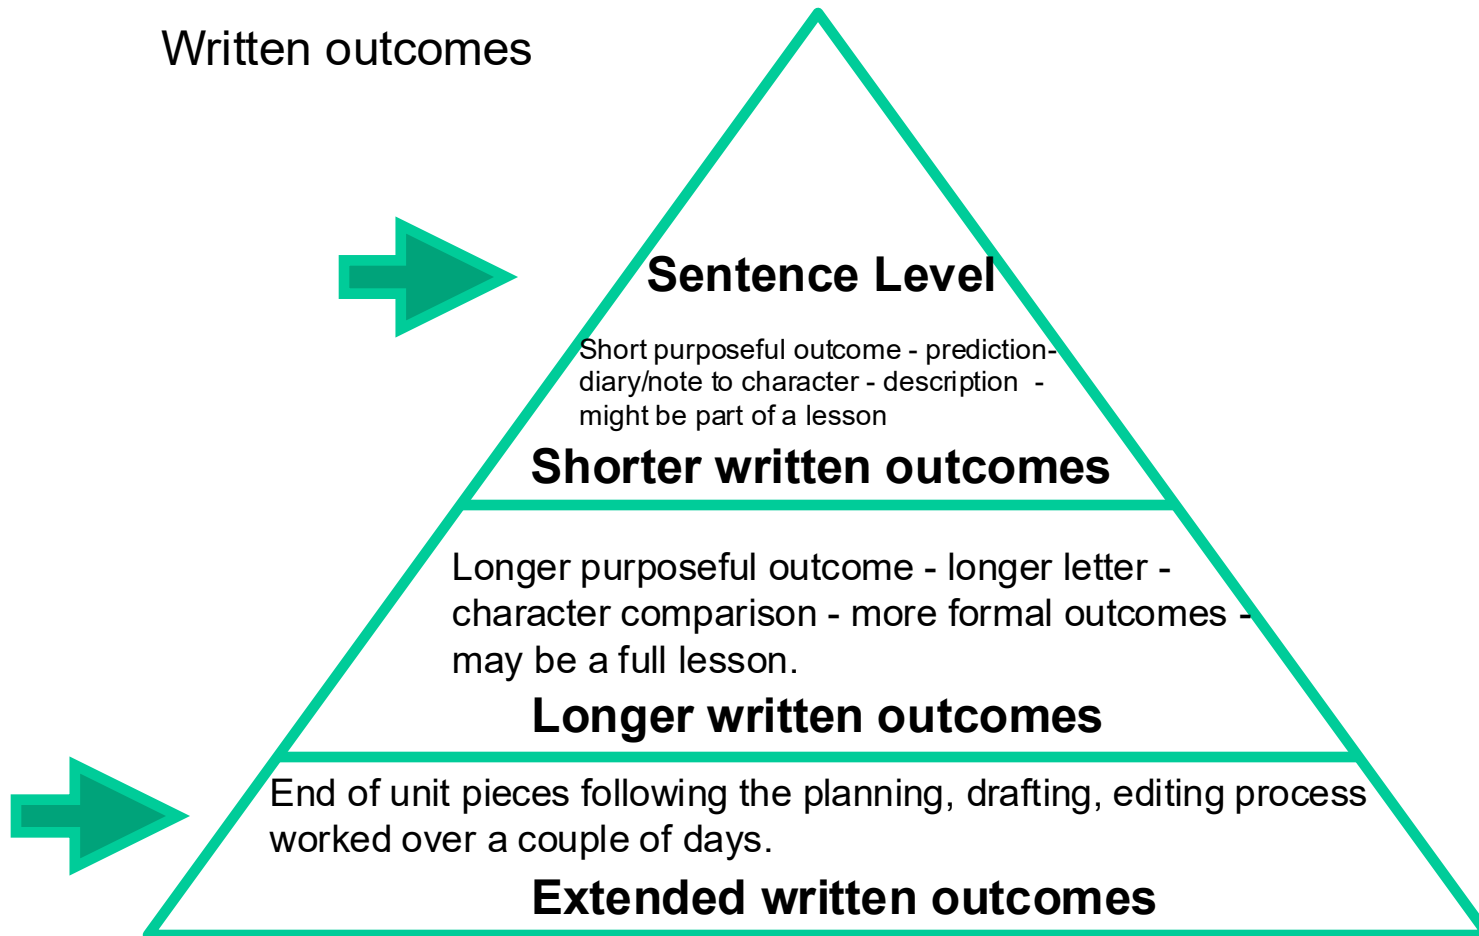 Written outcomes
Sentence Level
Short purposeful outcome - prediction-
diary/note to character - description  -
might be part of a lesson
Shorter written outcomes
Longer purposeful outcome - longer letter -
character comparison - more formal outcomes -
may be a full lesson.
Longer written outcomes
End of unit pieces following the planning, drafting, editing process
worked over a couple of days.
Extended written outcomes